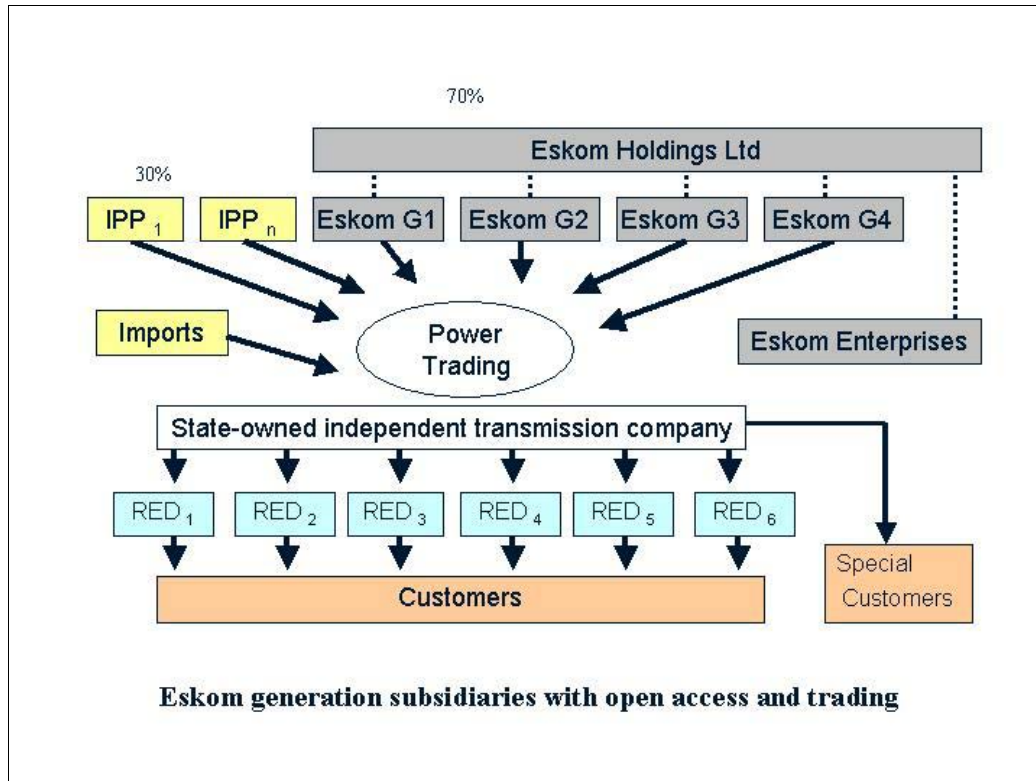 70%
Eskom Holdings Ltd
30%
IPP 1
IPP n
Eskom G1
Eskom G2
Eskom G3
Eskom G4
Imports
Power
Trading
Eskom Enterprises
State-owned independent transmission company
RED 1
RED 2
RED 3
RED 4
RED 5
RED 6
Special
Customers
Customers
Eskom generation subsidiaries with open access and trading